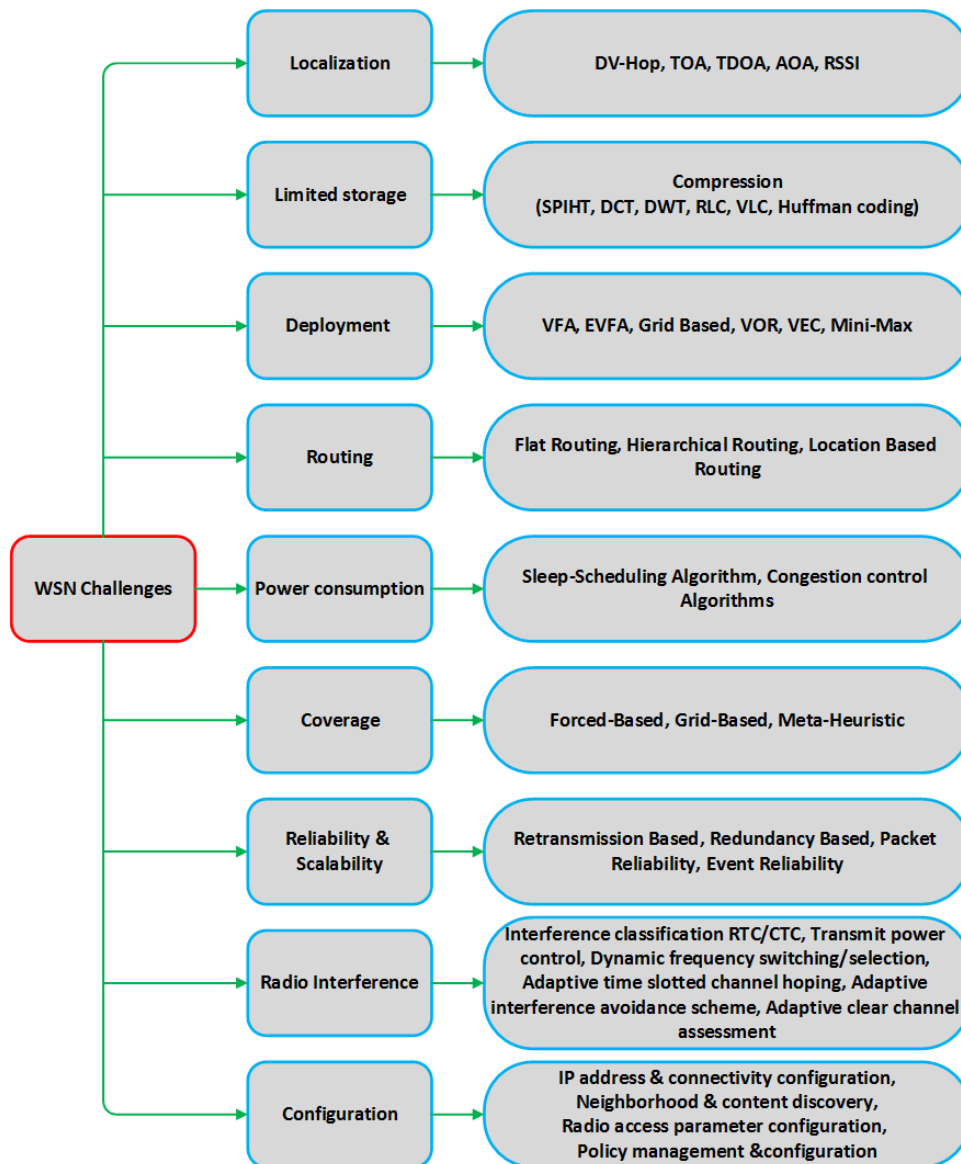 Localization
DV-Hop, TOA, TDOA, AOA, RSSI
Limited storage
Compression
(SPIHT, DCT, DWT, RLC, VLC, Huffman coding)
Deployment
VFA, EVFA, Grid Based, VOR, VEC, Mini-Max
Routing
Flat Routing, Hierarchical Routing, Location Based
Routing
WSN Challenges
Power consumption
Sleep-Scheduling Algorithm, Congestion control
Algorithms
Coverage
Forced-Based, Grid-Based, Meta-Heuristic
Reliability &
Scalability
Retransmission Based, Redundancy Based, Packet
Reliability, Event Reliability
Radio Interference
Interference classification RTC/CTC, Transmit power
control, Dynamic frequency switching/selection,
Adaptive time slotted channel hoping, Adaptive
interference avoidance scheme, Adaptive clear channel
assessment
Configuration
IP address & connectivity configuration,
Neighborhood & content discovery,
Radio access parameter configuration,
Policy management &configuration